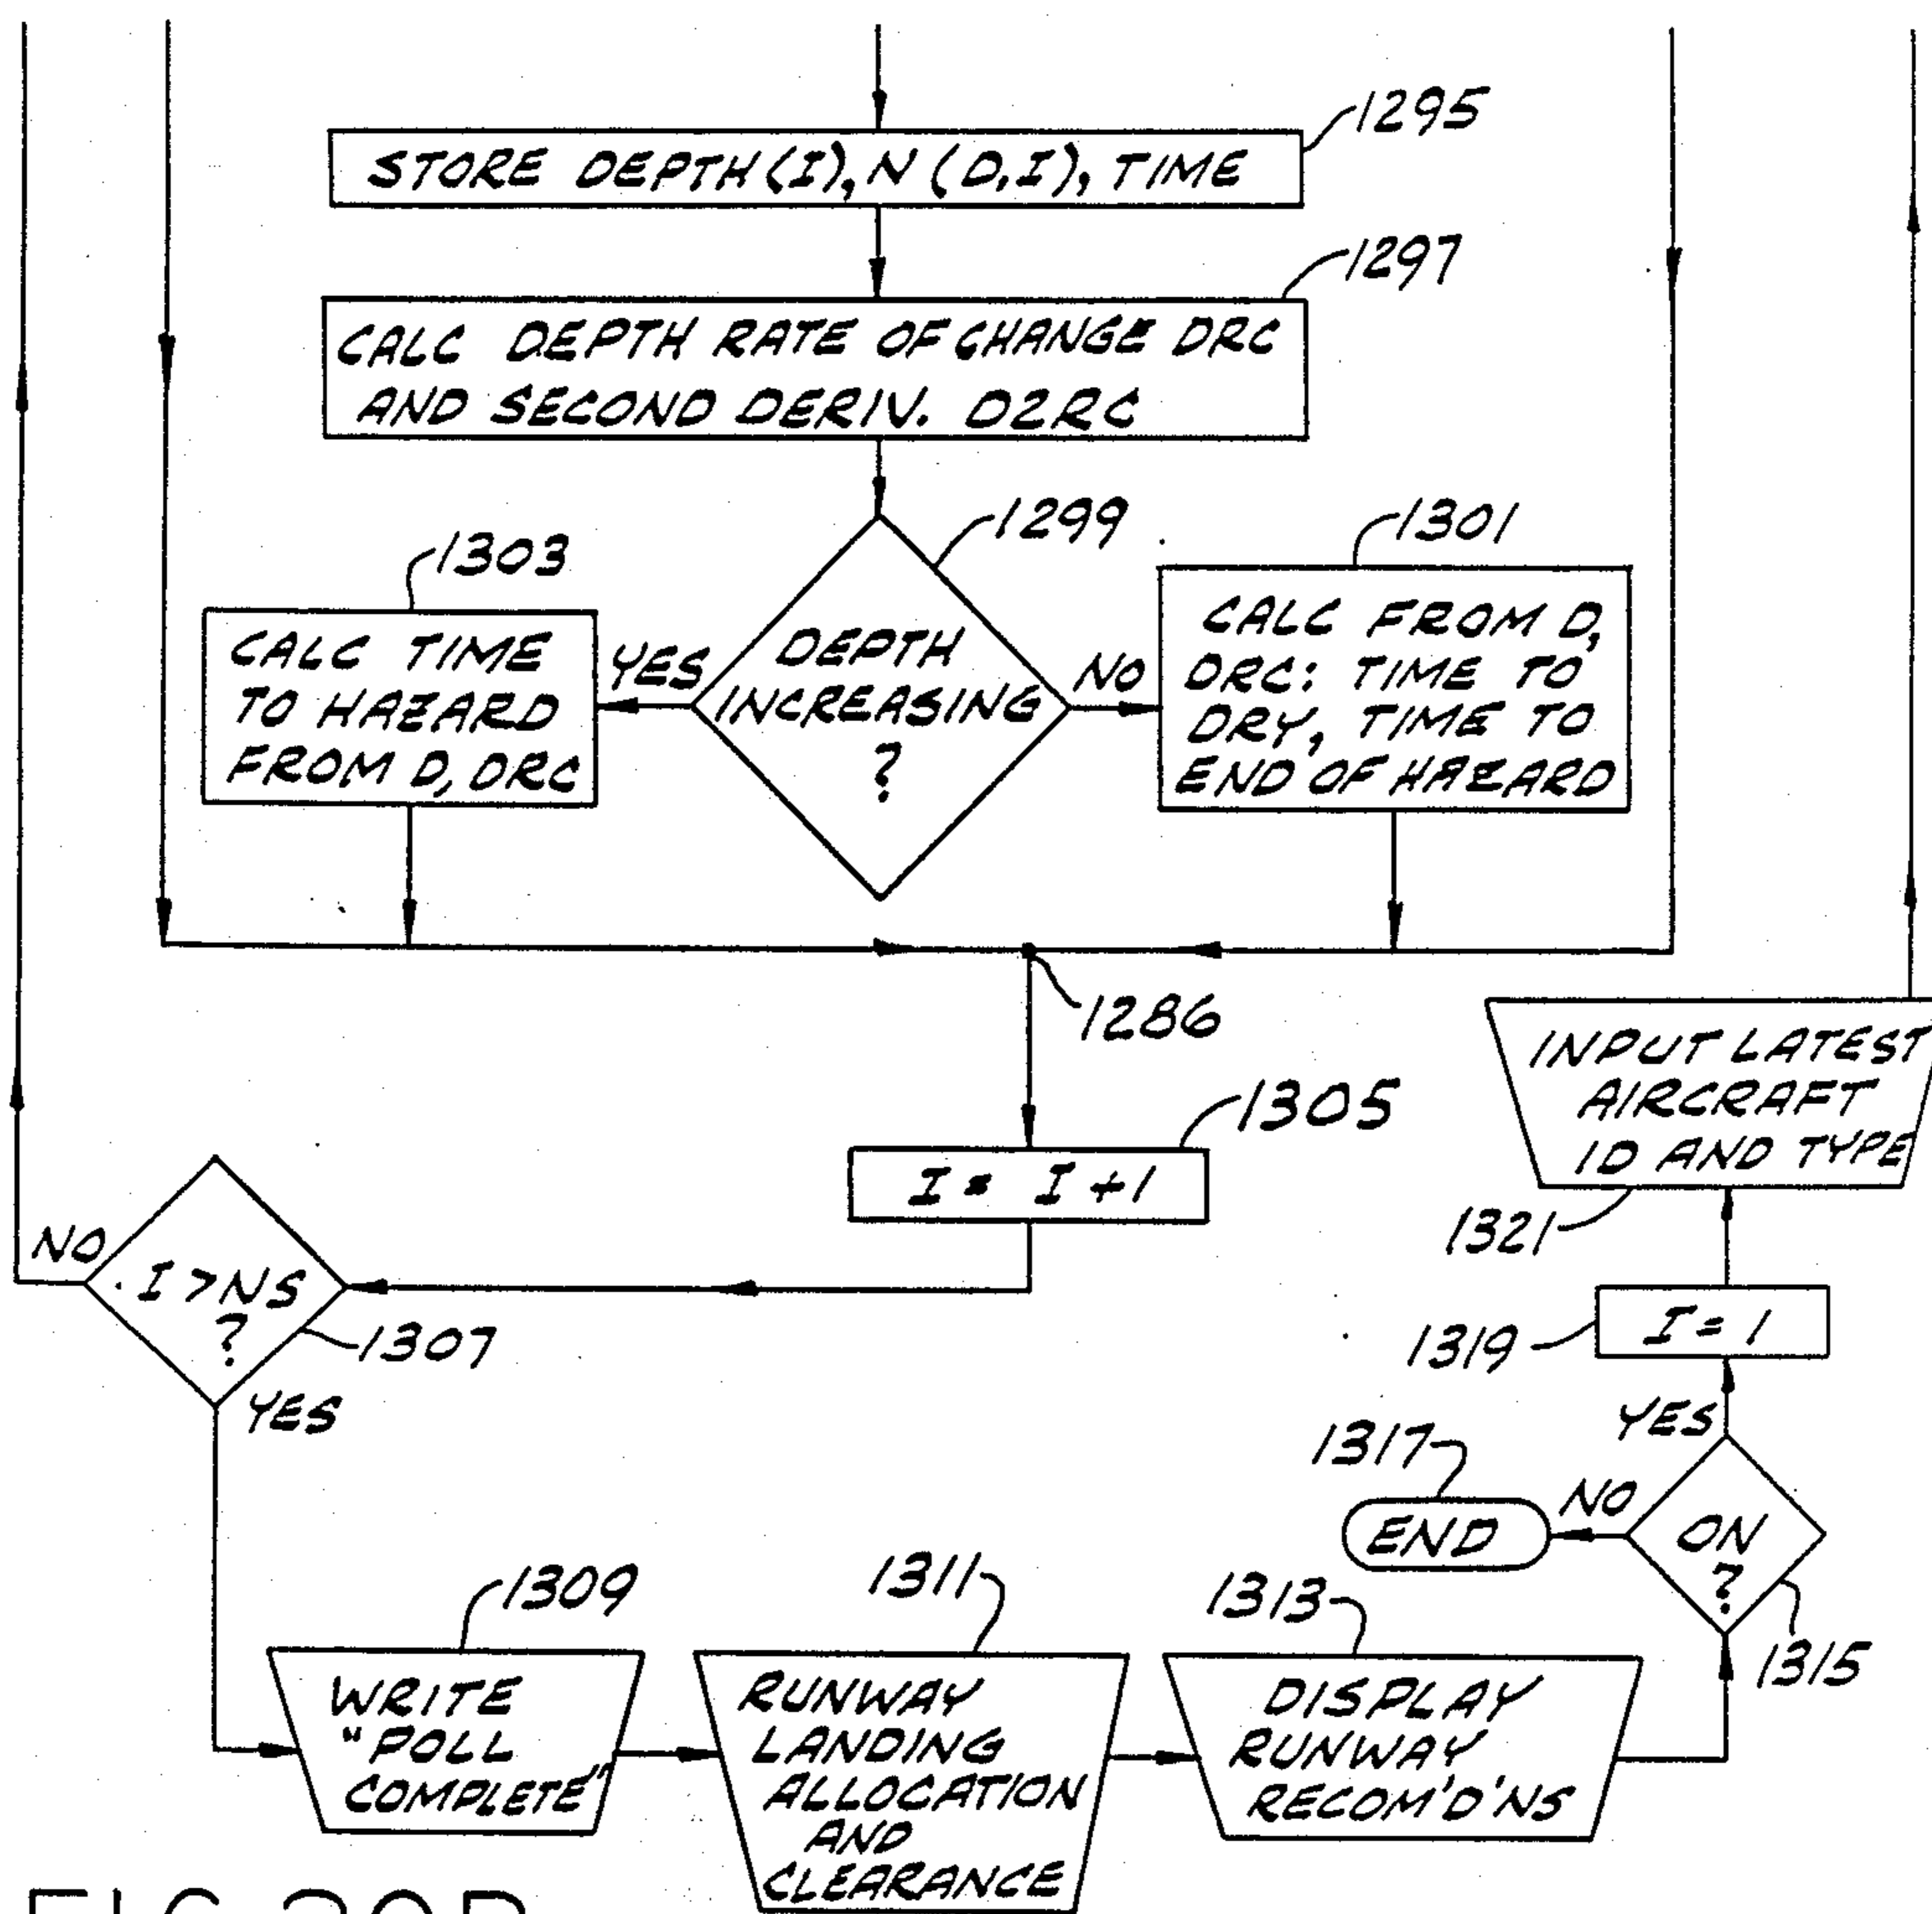 1295
STORE DEPTH(I), N(D,I), TIME
1297
CALC DEPTH RATE OF CHANGE DRC
AND SECOND DERIV. D2RC
1299
DEPTH
INCREASING
?
1303
CALC TIME
TO HAZARD
FROM D, DRC
YES
NO
1301
CALC FROM D,
DRC: TIME TO
DRY, TIME TO
END OF HAZARD
1286
1305
I = I + 1
NO
I > NS
?
1307
YES
1309
WRITE
"POLL
COMPLETE"
1311
RUNWAY
LANDING
ALLOCATION
AND
CLEARANCE
1313
DISPLAY
RUNWAY
RECOM'D'NS
1315
ON
?
NO
1317
END
YES
1319
I = 1
1321
INPUT LATEST
AIRCRAFT
ID AND TYPE